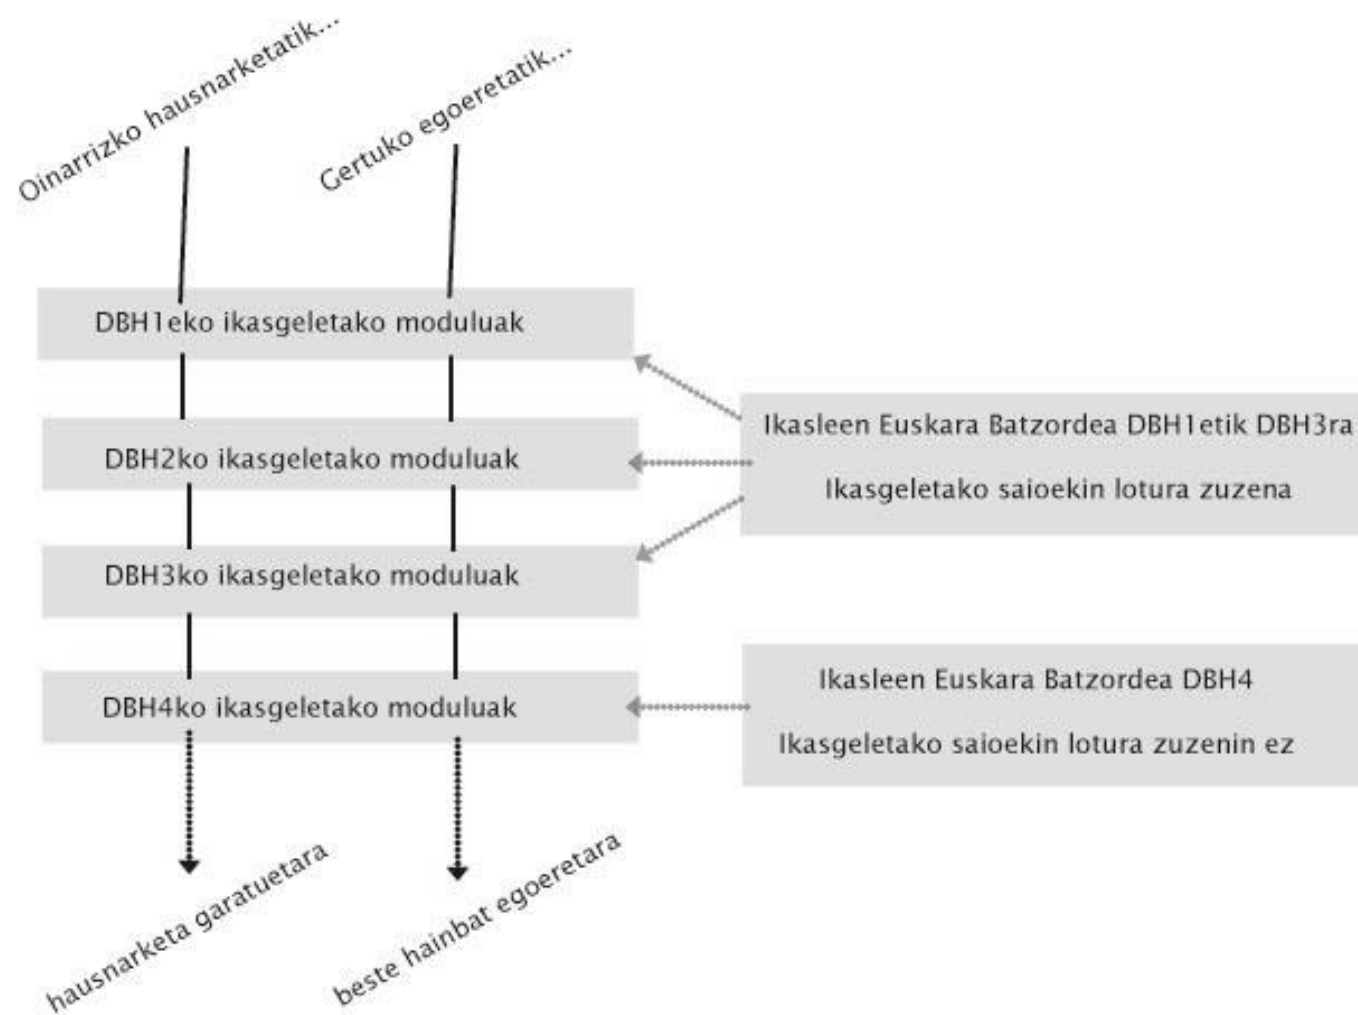 Oinarrizko hausnarketatik...
Gertuko egoeretatik...
DBH1eko ikasgeletako moduluak
DBH2ko ikasgeletako moduluak
DBH3ko ikasgeletako moduluak
DBH4ko ikasgeletako moduluak
Ikasleen Euskara Batzordea DBH1etik DBH3ra
Ikasgeletako saioekin lotura zuzena
Ikasleen Euskara Batzordea DBH4
Ikasgeletako saioekin lotura zuzenin ez
hausnarketa garatuetara
beste hainbat egoeretara